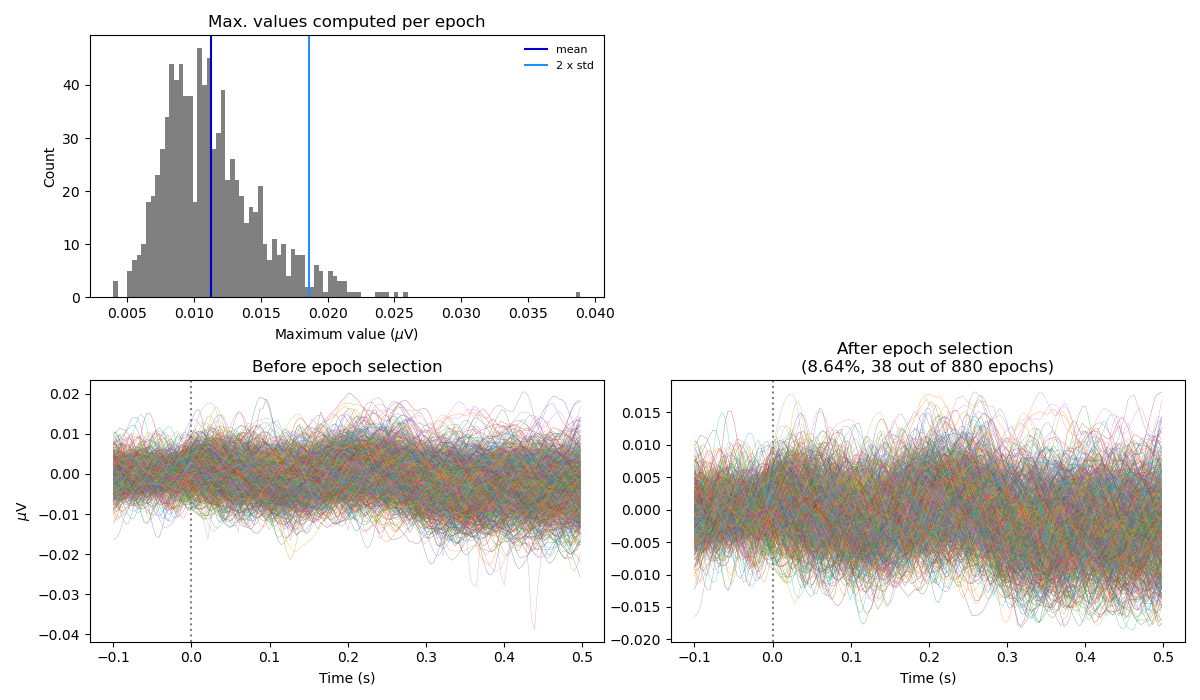 Max. values computed per epoch
mean
2 x std
Count
40
30
20
10
0
0.005 0.010 0.015 0.020 0.025 0.030 0.035 0.040
Maximum value (μV)
Before epoch selection
μV
0.02
0.01
0.00
−0.01
−0.02
−0.03
−0.04
−0.1 0.0 0.1 0.2 0.3 0.4 0.5
Time (s)
After epoch selection
(8.64%, 38 out of 880 epochs)
0.015
0.010
0.005
0.000
−0.005
−0.010
−0.015
−0.020
−0.1 0.0 0.1 0.2 0.3 0.4 0.5
Time (s)